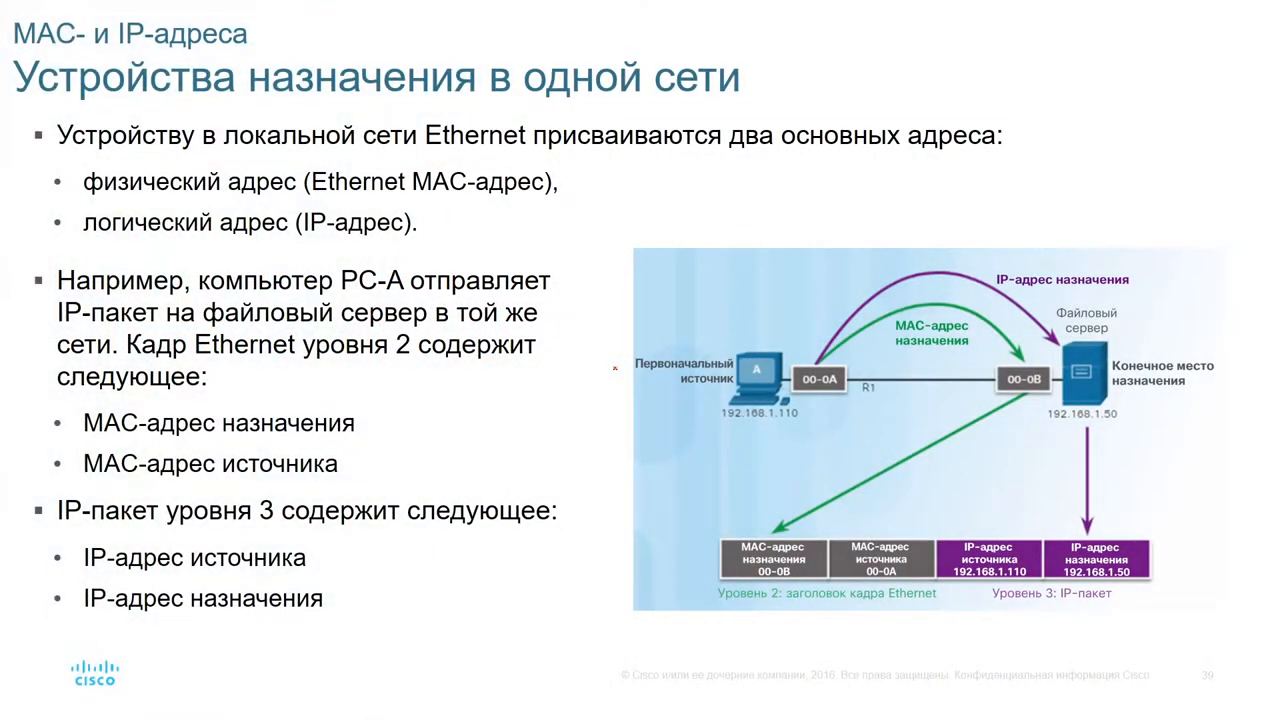 MAC- и IP-адреса
Устройства назначения в одной сети
▪ Устройству в локальной сети Ethernet присваиваются два основных адреса:
• физический адрес (Ethernet MAC-адрес),
• логический адрес (IP-адрес).
▪ Например, компьютер PC-A отправляет
IP-пакет на файловый сервер в той же
сети. Кадр Ethernet уровня 2 содержит
следующее:
• MAC-адрес назначения
• MAC-адрес источника
▪ IP-пакет уровня 3 содержит следующее:
• IP-адрес источника
• IP-адрес назначения
IP-адрес назначения
MAC-адрес
назначения
Файловый
сервер
Первоначальный
источник
A
00-0A
R1
00-0B
Конечное место
назначения
192.168.1.110
192.168.1.50
MAC-адрес
назначения
00-0B
MAC-адрес
источника
00-0A
IP-адрес
источника
192.168.1.110
IP-адрес
назначения
192.168.1.50
Уровень 2: заголовок кадра Ethernet
Уровень 3: IP-пакет
CISCO
© Cisco и/или ее дочерние компании, 2016. Все права защищены. Конфиденциальная информация Cisco
39